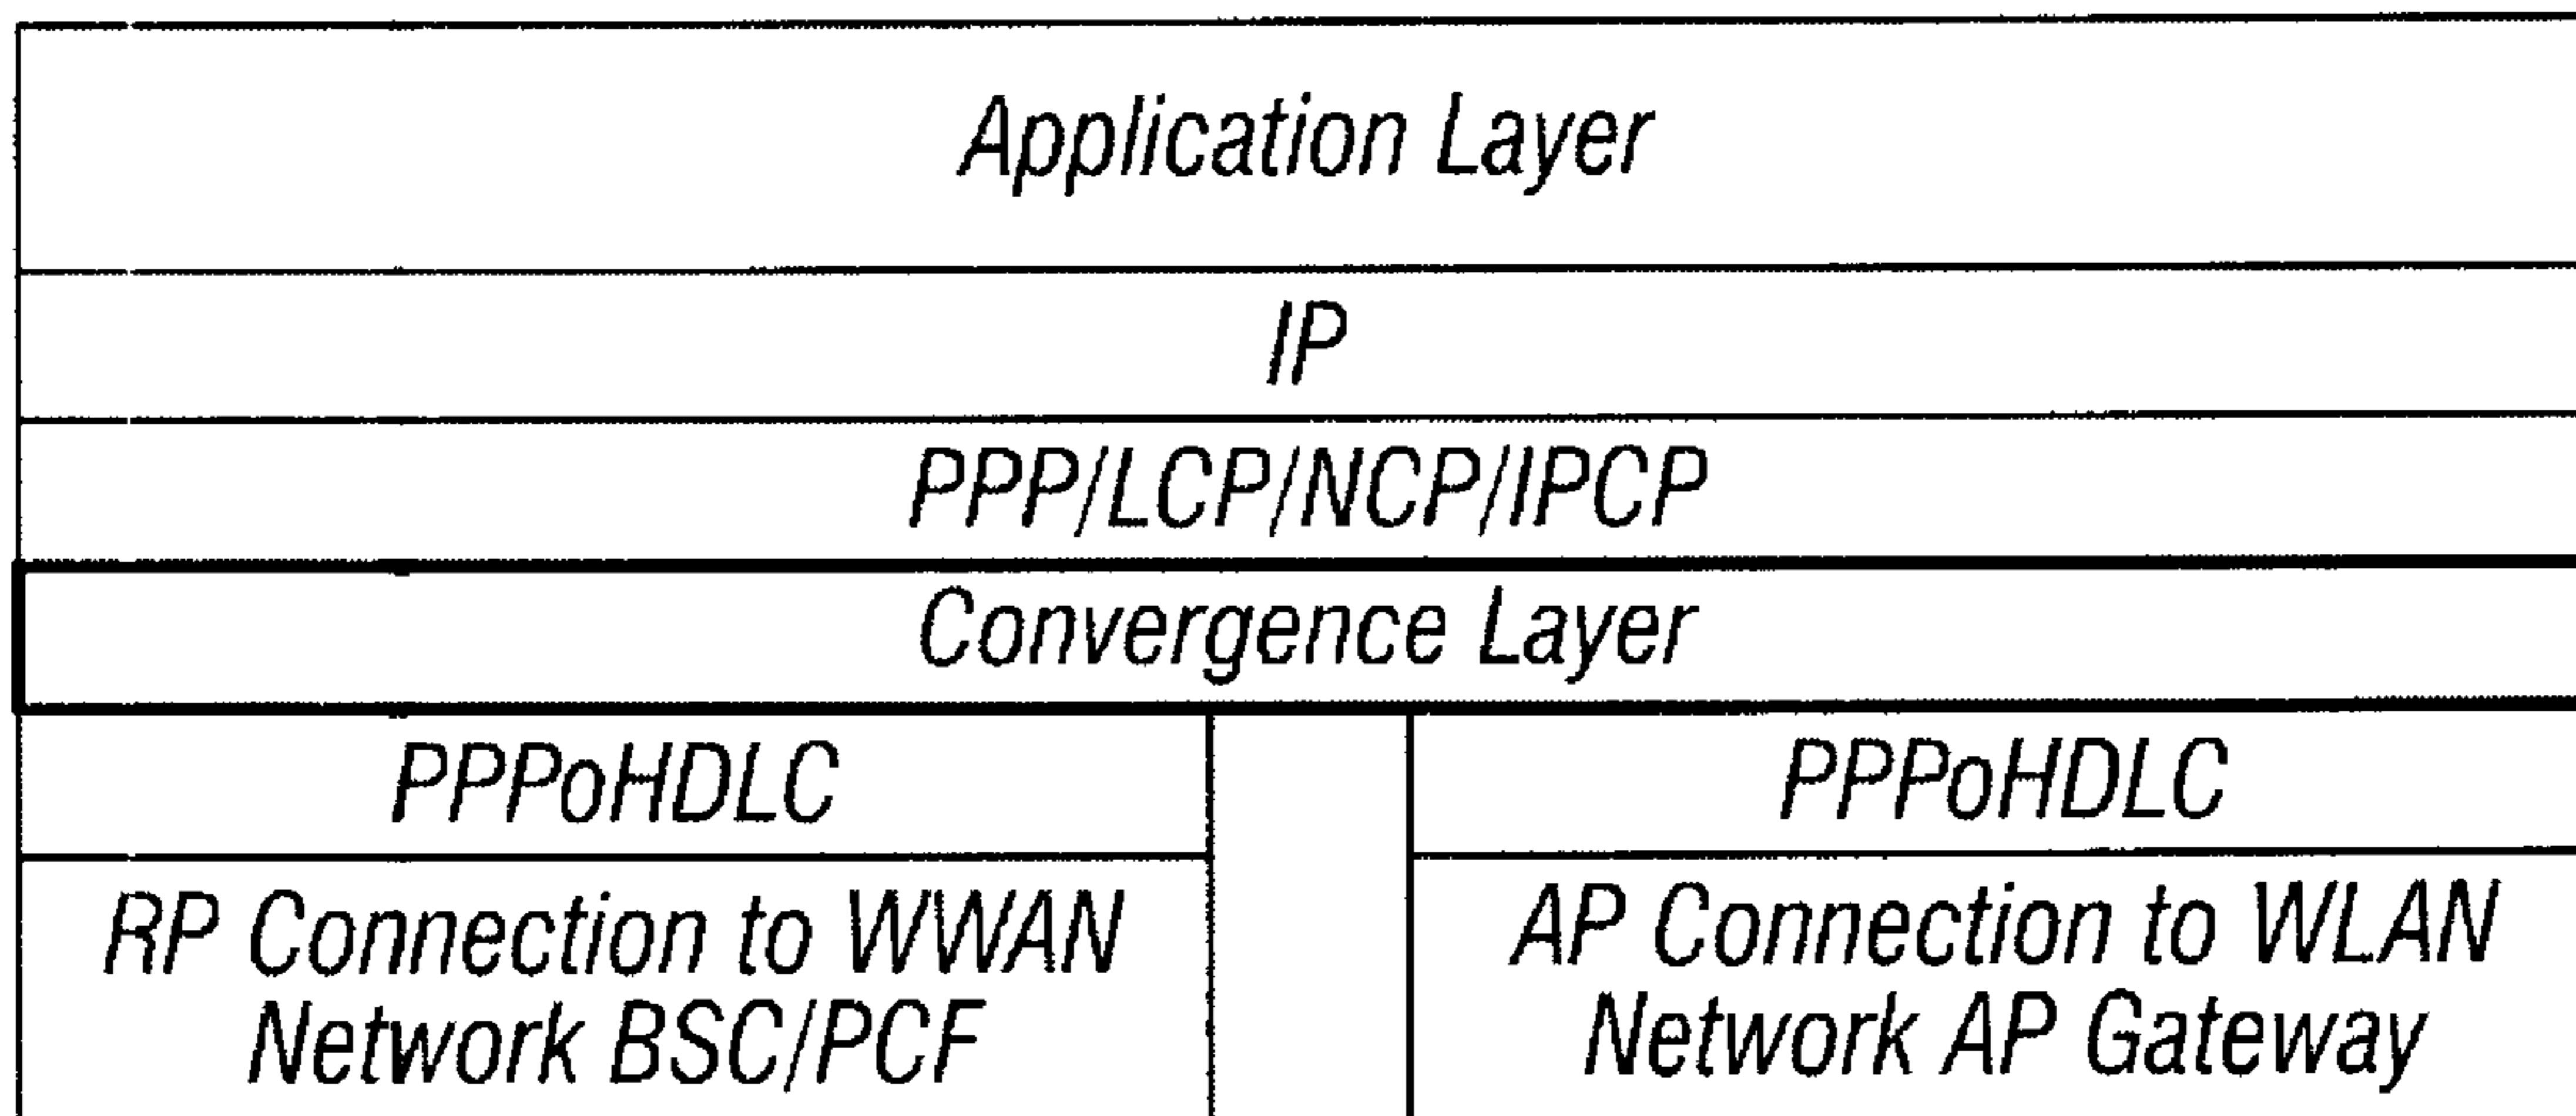 Application Layer
IP
PPP/LCP/NCP/IPCP
Convergence Layer
PPPoHDLC
RP Connection to WWAN
Network BSC/PCF
PPPoHDLC
AP Connection to WLAN
Network AP Gateway